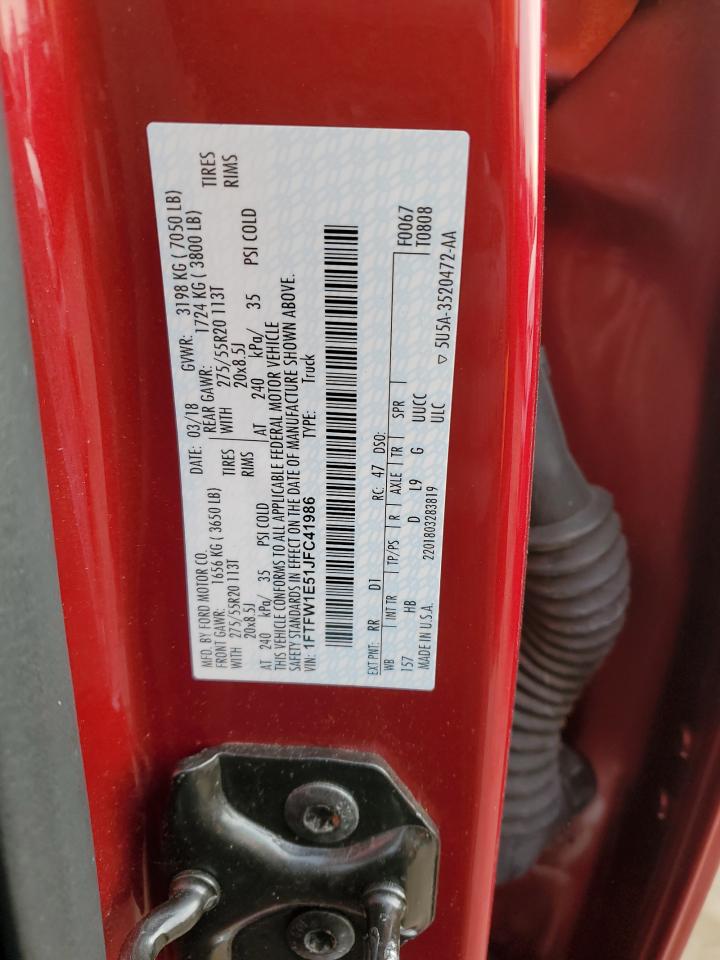 MFD. BY FORD MOTOR CO.
DATE: 03/18 GVWR: 3198 KG ( 7050 LB)
FRONT GAWR: 1656 KG ( 3650 LB) REAR GAWR: 1724 KG ( 3800 LB)
WITH 275/55R20 113T TIRES WITH 275/55R20 113T TIRES
20x8.5J RIMS 20x8.5J RIMS
AT 240 kPa/ 35 PSI COLD AT 240 kPa/ 35 PSI COLD
THIS VEHICLE CONFORMS TO ALL APPLICABLE FEDERAL MOTOR VEHICLE
SAFETY STANDARDS IN EFFECT ON THE DATE OF MANUFACTURE SHOWN ABOVE.
VIN: 1FTFW1E51JFC41986 TYPE: Truck
EXT PNT: RR D1 RC: 47 DSO: F0067
WB INT TR TP/PS R AXLE TR SPR T0808
157 HB D L9 G UUCC
MADE IN U.S.A. 2201803283819 ULC ▽ 5U5A-3520472-AA